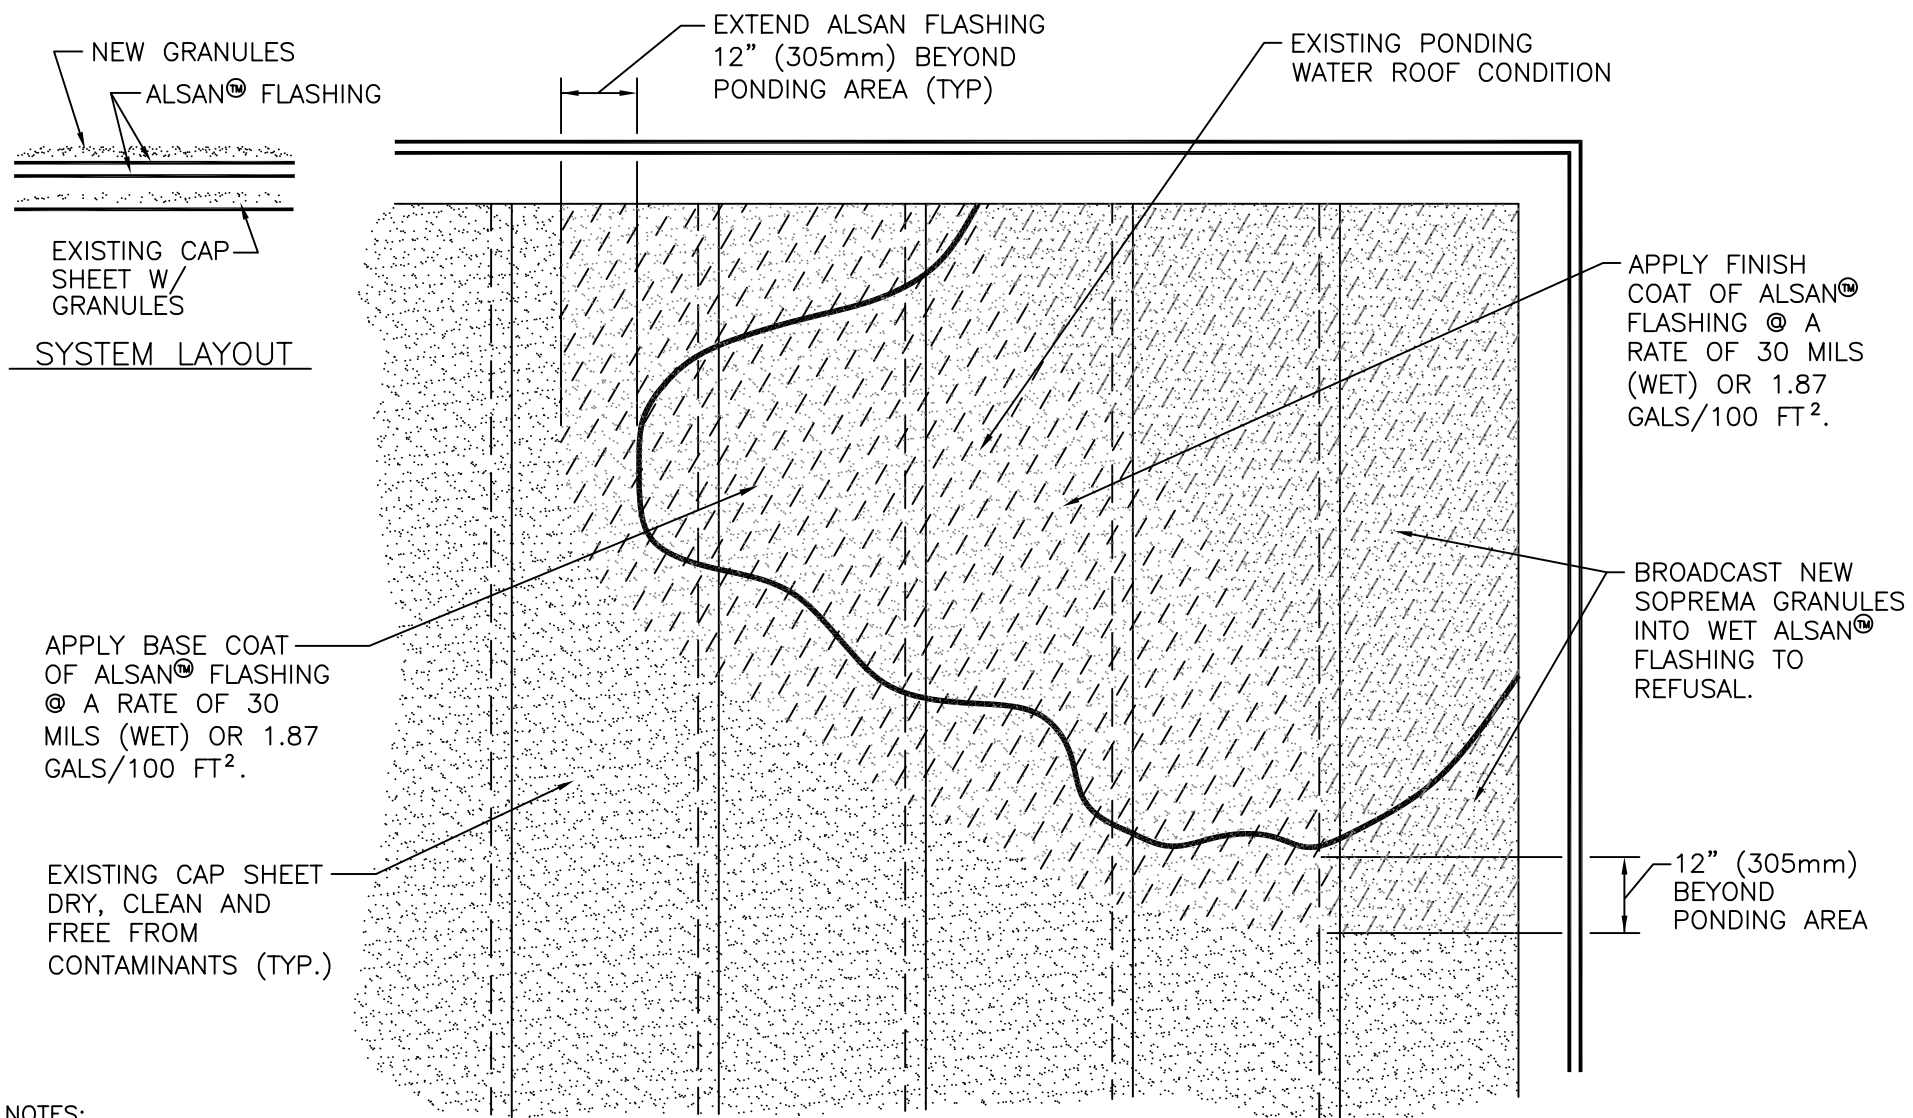 NEW GRANULES
ALSAN™ FLASHING
EXISTING CAP
SHEET W/
GRANULES
SYSTEM LAYOUT
EXTEND ALSAN FLASHING
12" (305mm) BEYOND
PONDING AREA (TYP)
EXISTING PONDING
WATER ROOF CONDITION
APPLY FINISH
COAT OF ALSAN™
FLASHING @ A
RATE OF 30 MILS
(WET) OR 1.87
GALS/100 FT².
BROADCAST NEW
SOPREMA GRANULES
INTO WET ALSAN™
FLASHING TO
REFUSAL.
12" (305mm)
BEYOND
PONDING AREA
APPLY BASE COAT
OF ALSAN™ FLASHING
@ A RATE OF 30
MILS (WET) OR 1.87
GALS/100 FT².
EXISTING CAP SHEET
DRY, CLEAN AND
FREE FROM
CONTAMINANTS (TYP.)
NOTES: